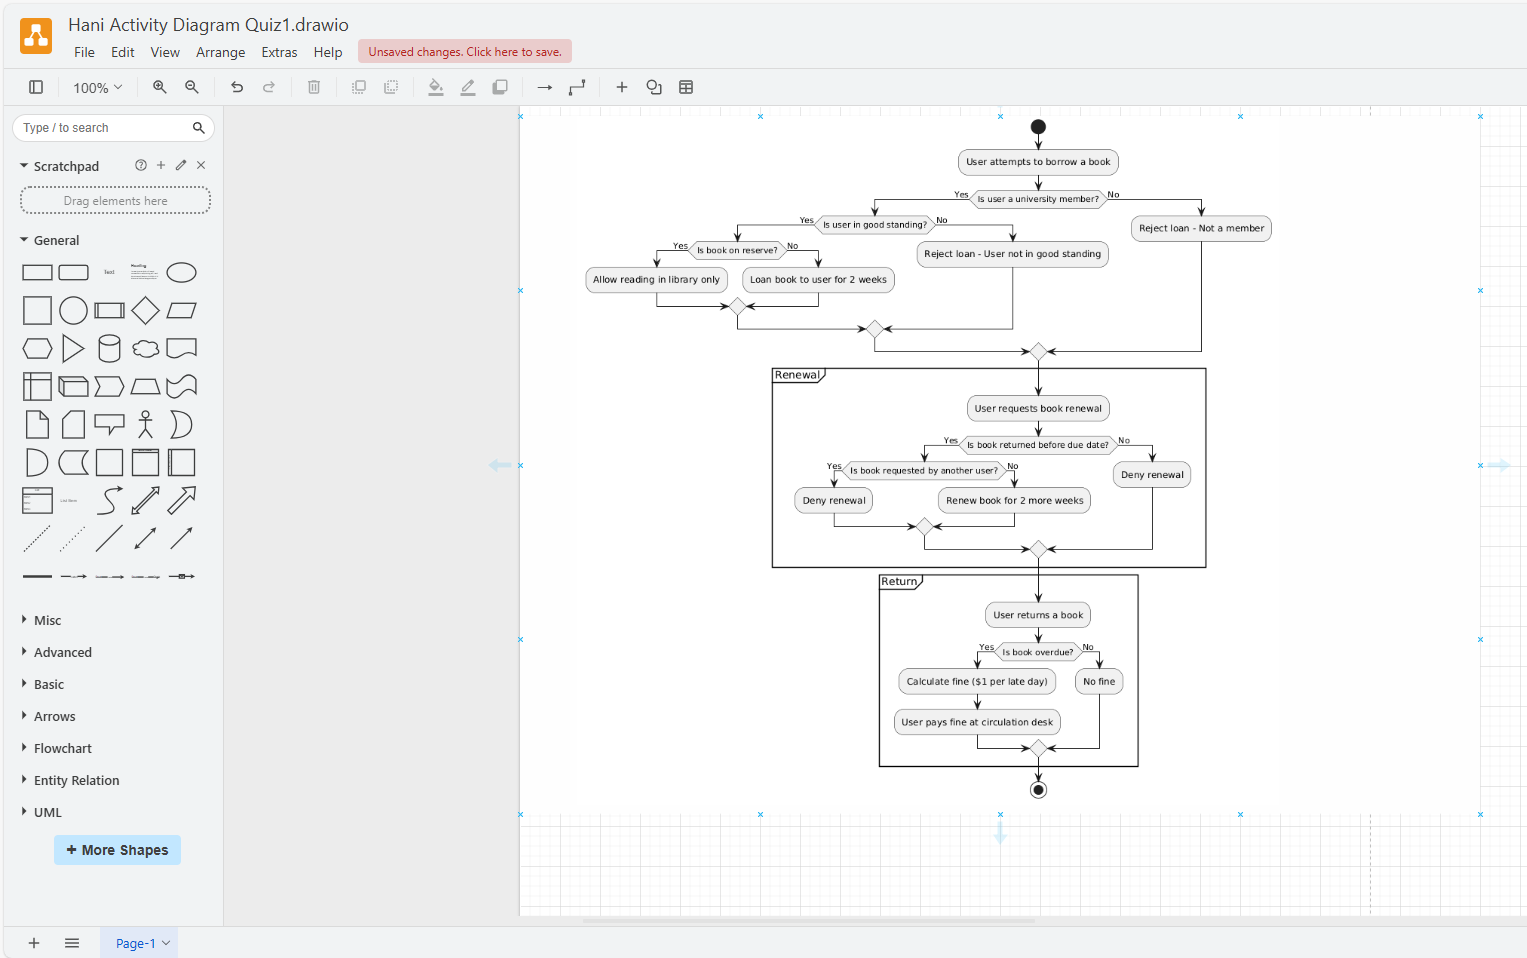 Hani Activity Diagram Quiz1.drawio
File Edit View Arrange Extras Help Unsaved changes. Click here to save.
100%
Type / to search
Scratchpad
Drag elements here
General
Text
Heading
List Item
Misc
Advanced
Basic
Arrows
Flowchart
Entity Relation
UML
+ More Shapes
Page-1
User attempts to borrow a book
Yes Is user a university member? No
Yes Is user in good standing? No
Reject loan - Not a member
Yes Is book on reserve? No
Reject loan - User not in good standing
Allow reading in library only
Loan book to user for 2 weeks
Renewal
User requests book renewal
Yes Is book returned before due date? No
Yes Is book requested by another user? No
Deny renewal
Deny renewal
Renew book for 2 more weeks
Return
User returns a book
Yes Is book overdue? No
Calculate fine ($1 per late day)
No fine
User pays fine at circulation desk